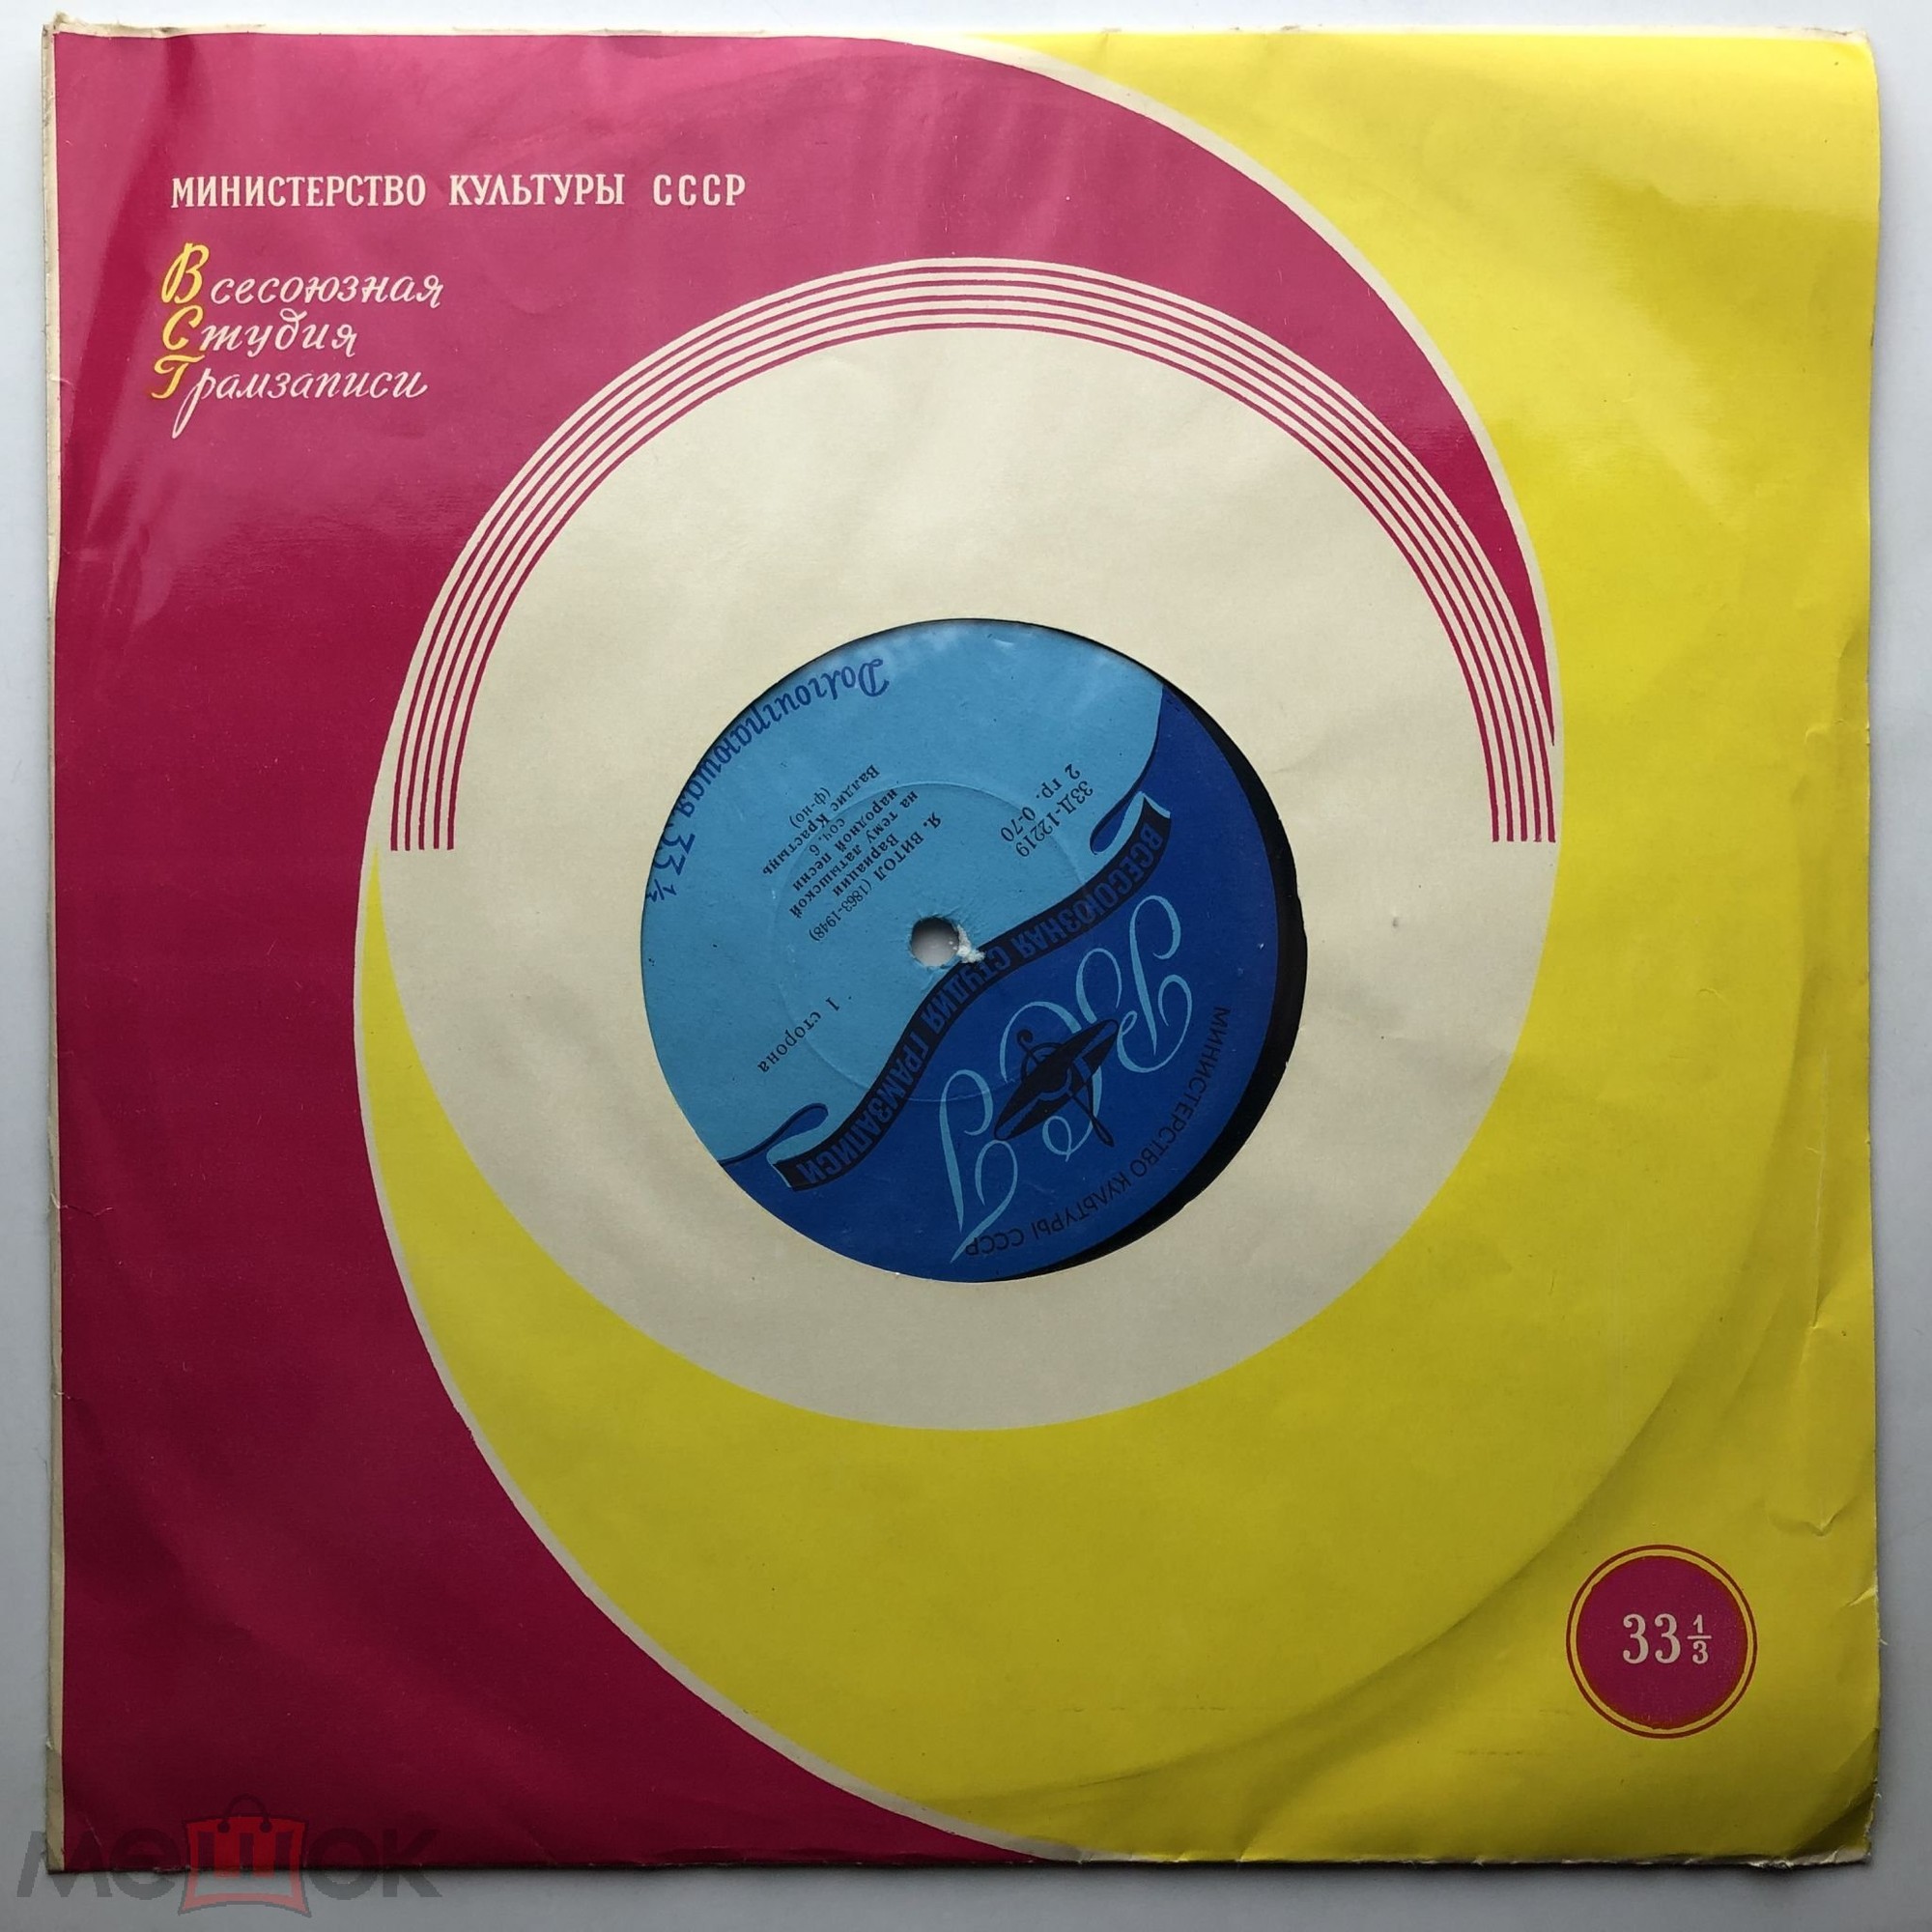 МИНИСТЕРСТВО КУЛЬТУРЫ СССР
Всесоюзная
Студия
Грамзаписи
МИНИСТЕРСТВО КУЛЬТУРЫ СССР
ВСГ
ВСЕСОЮЗНАЯ СТУДИЯ ГРАМЗАПИСИ
33Д-12219
2 гр. 0-70
1 сторона
Я. ВИТОЛ (1863-1948)
Вариации
на тему латышской
народной песни
соч. 6
Валдис Крастынь
(ф-но)
Долгоиграющая 33⅓
33 1/3
мешок